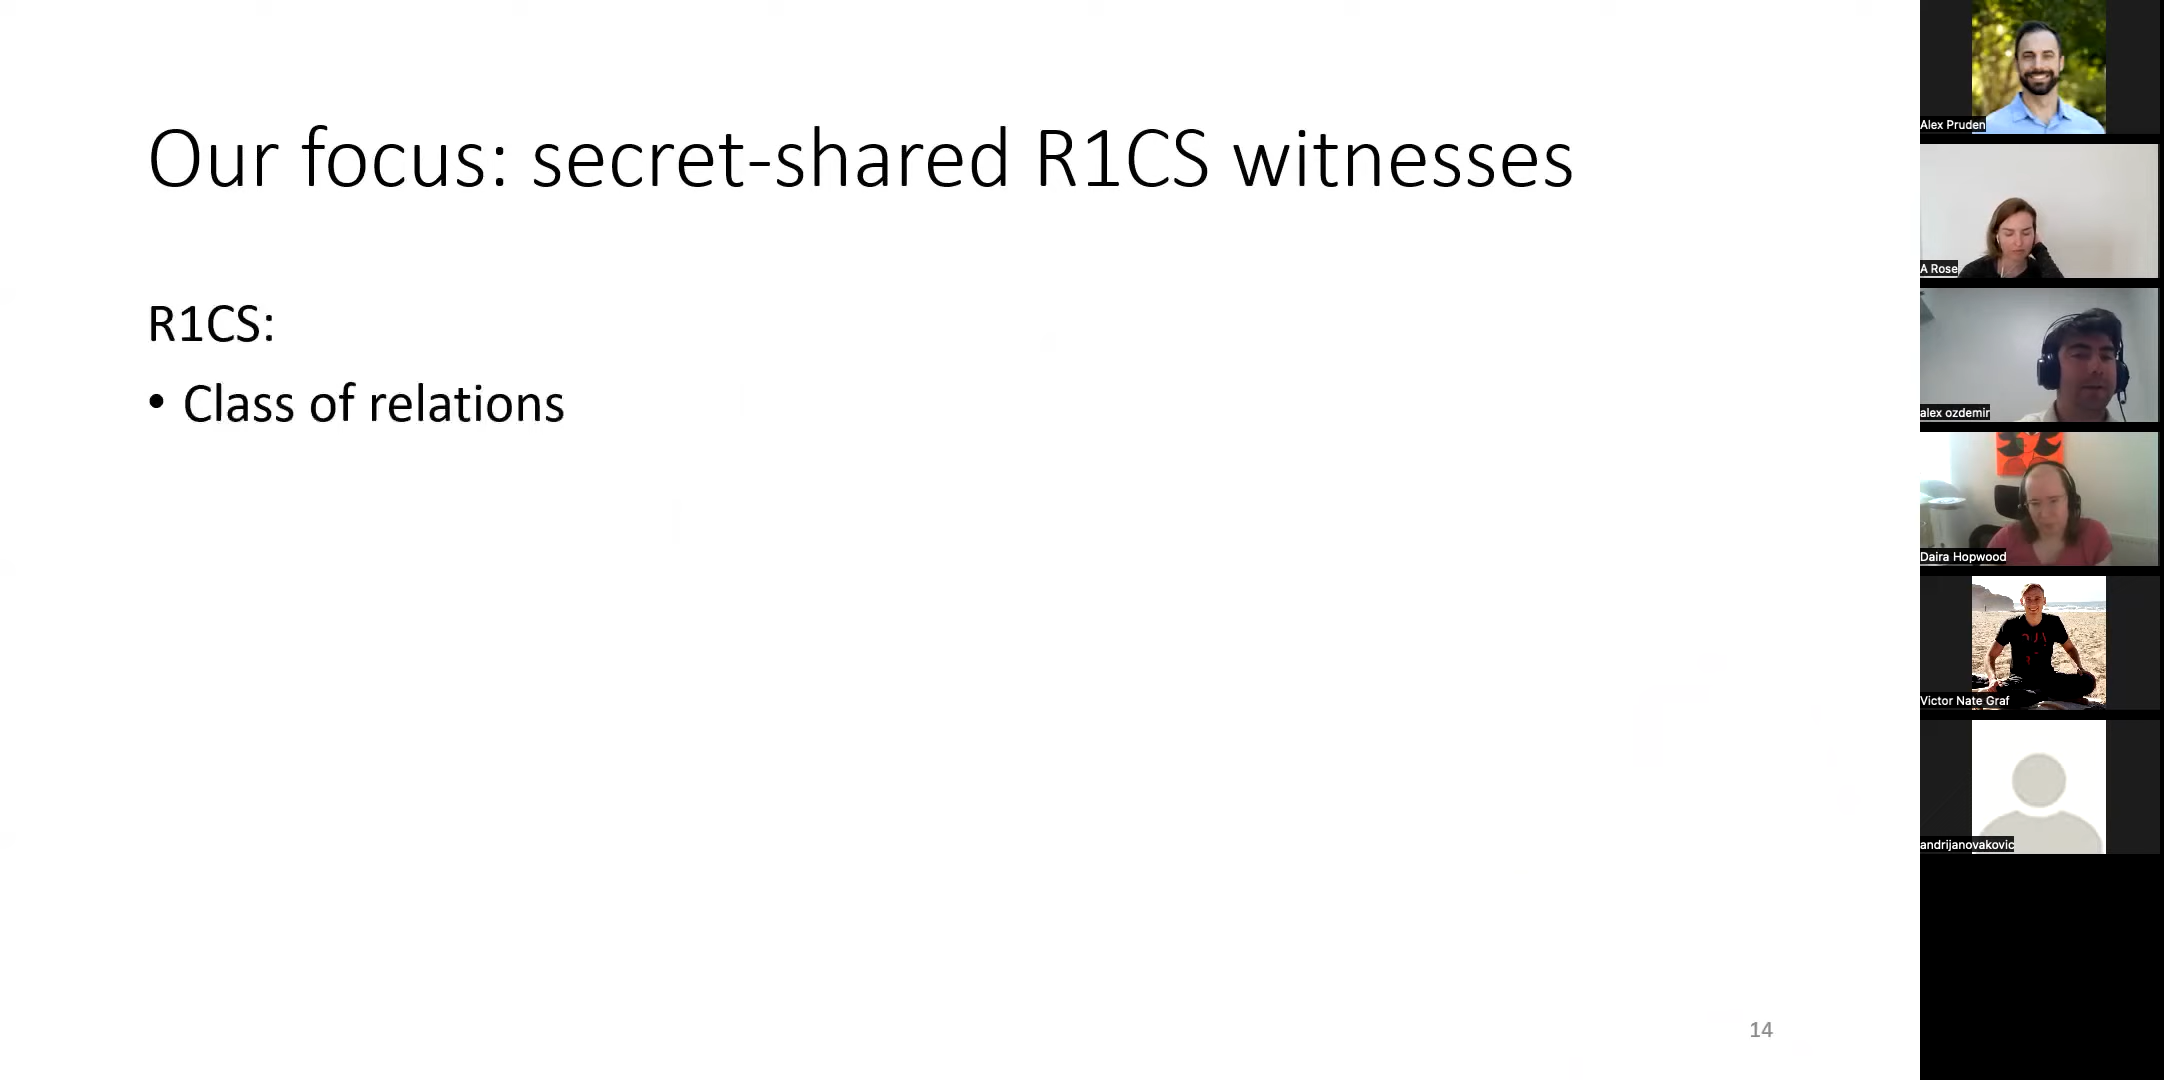 Our focus: secret-shared R1CS witnesses
R1CS:
• Class of relations
14
Alex Pruden
A Rose
alex ozdemir
Daira Hopwood
Victor Nate Graf
andrijanovakovic